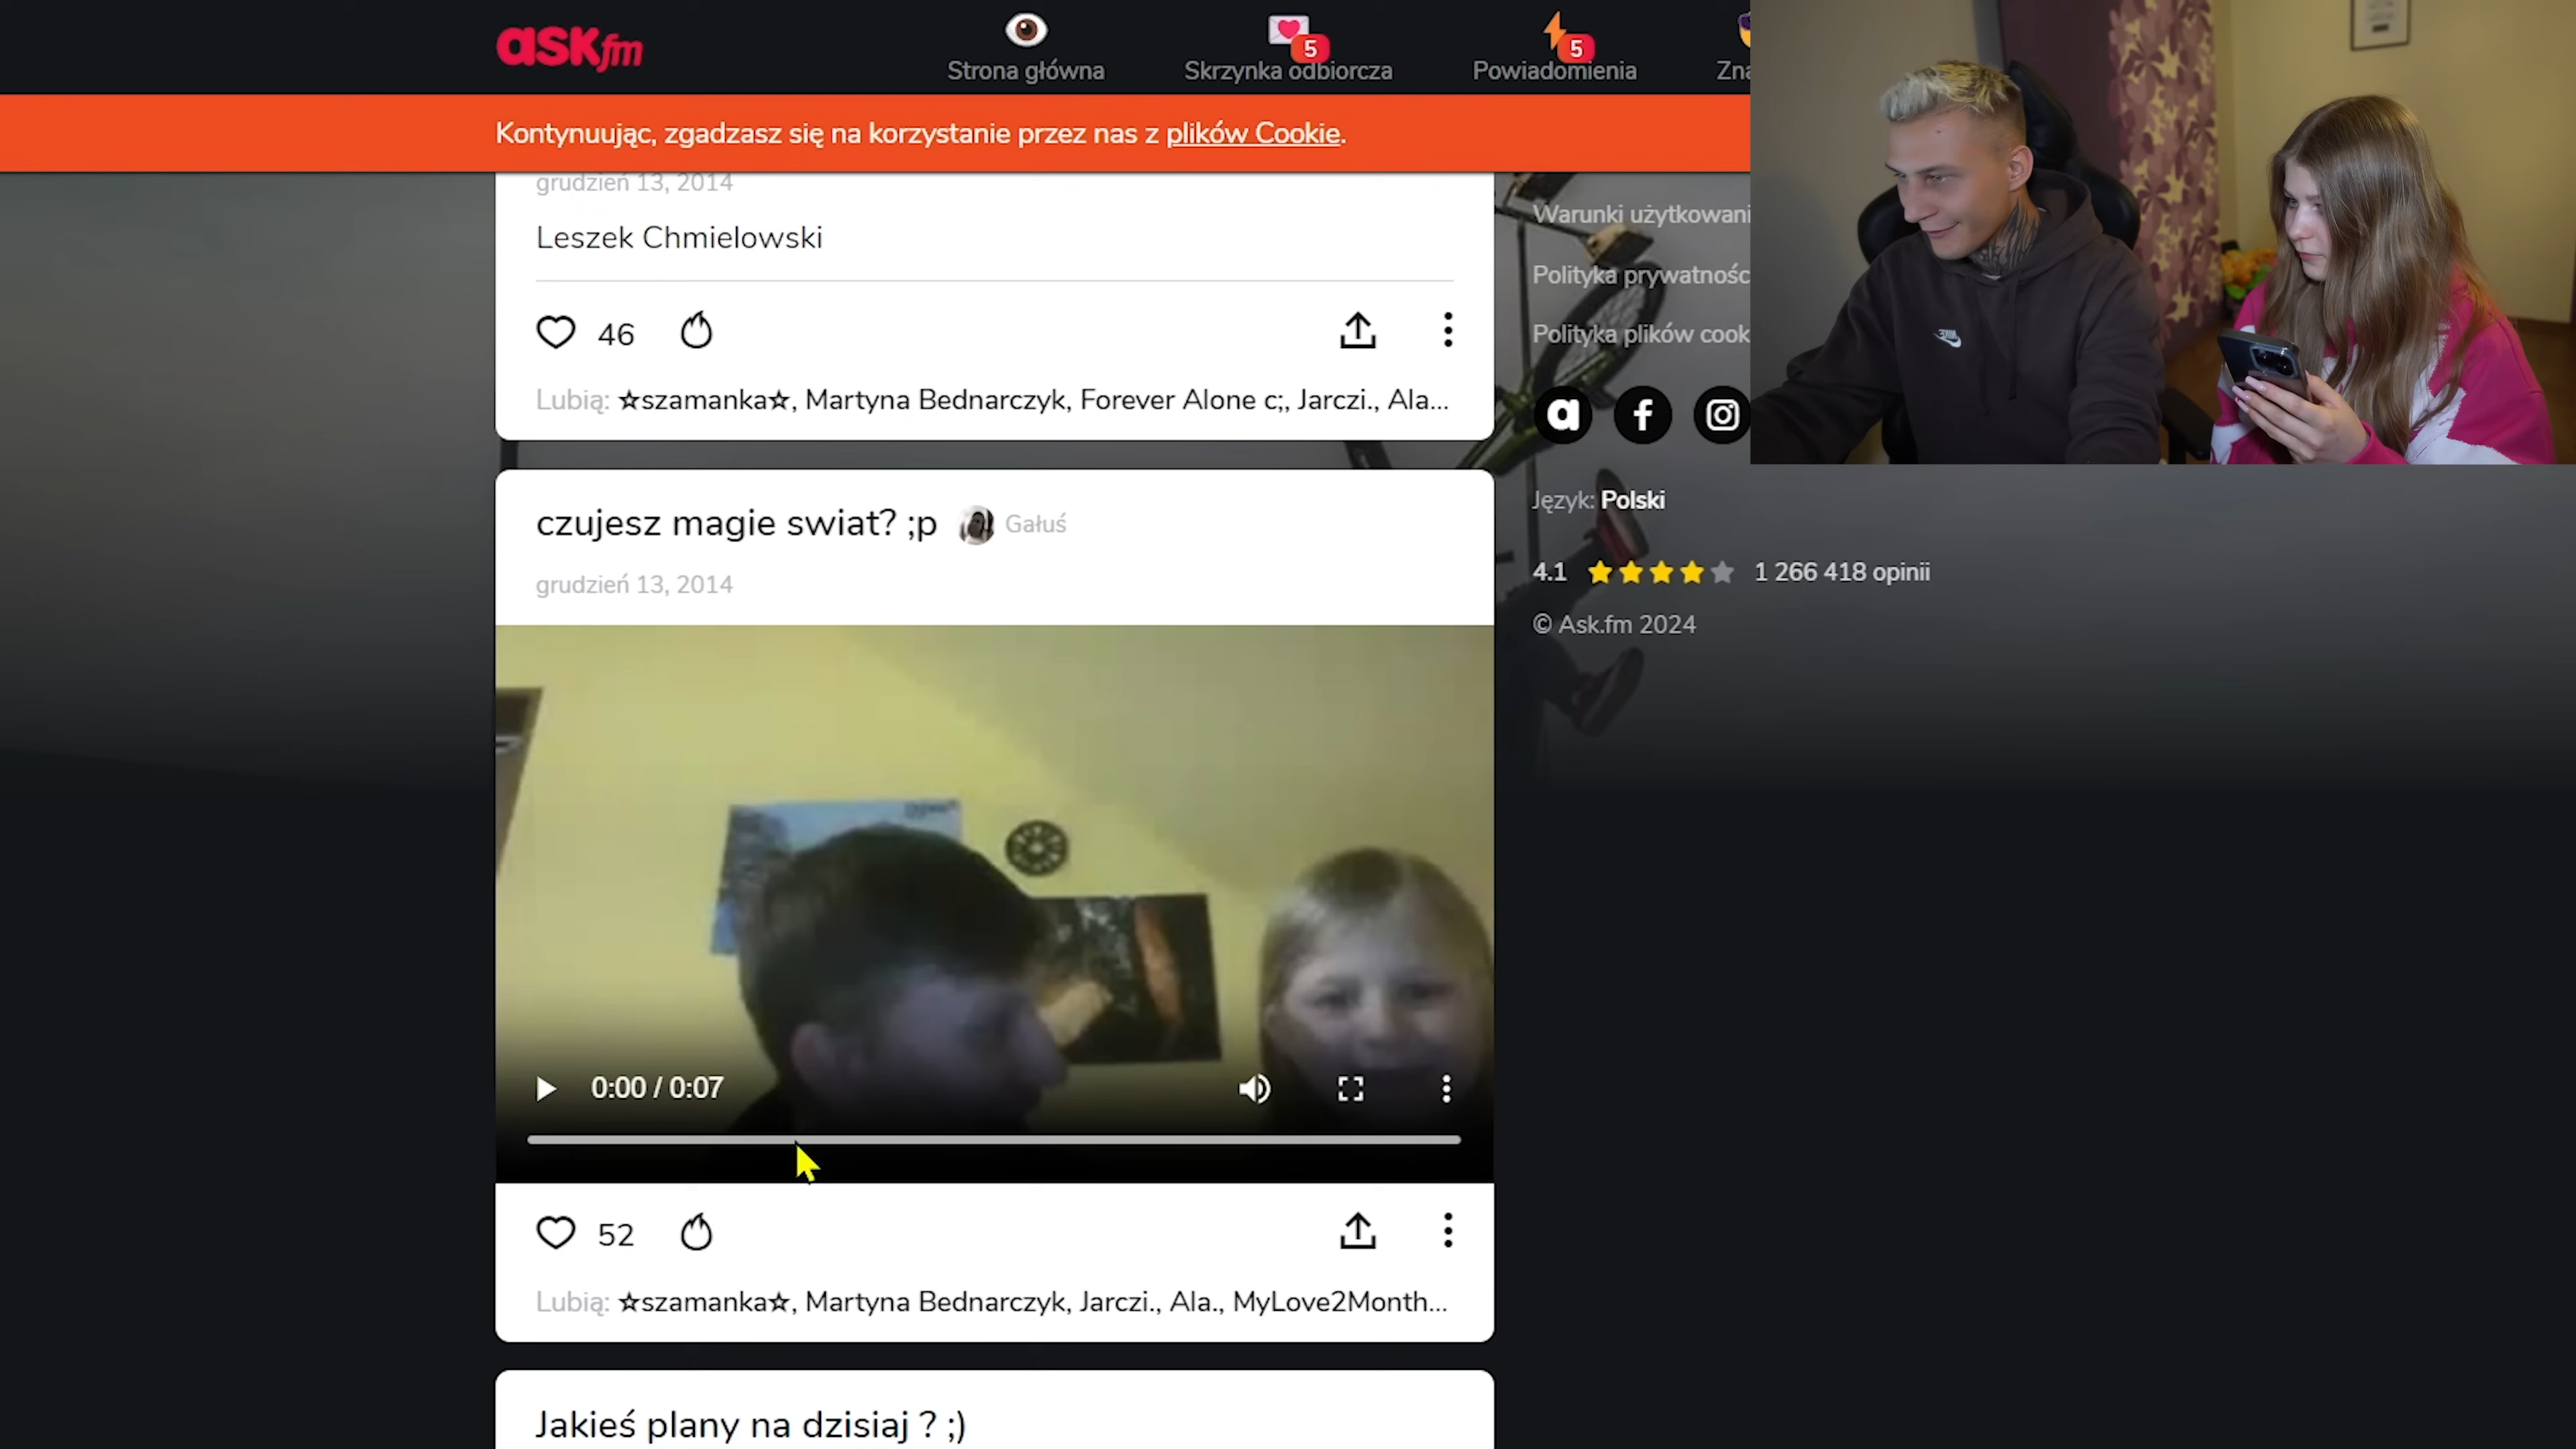 ASKfm
Strona główna
5
Skrzynka odbiorcza
5
Powiadomienia
Kontynuując, zgadzasz się na korzystanie przez nas z plików Cookie.
grudzień 13, 2014
Leszek Chmielowski
46
Lubią: ☆szamanka☆, Martyna Bednarczyk, Forever Alone c;, Jarczi., Ala...
czujesz magie swiat? ;p Gałuś
grudzień 13, 2014
0:00 / 0:07
52
Lubią: ☆szamanka☆, Martyna Bednarczyk, Jarczi., Ala., MyLove2Month...
Jakieś plany na dzisiaj ? ;)
Warunki użytkowani
Polityka prywatnośc
Polityka plików cook
Język: Polski
4.1 1 266 418 opinii
© Ask.fm 2024